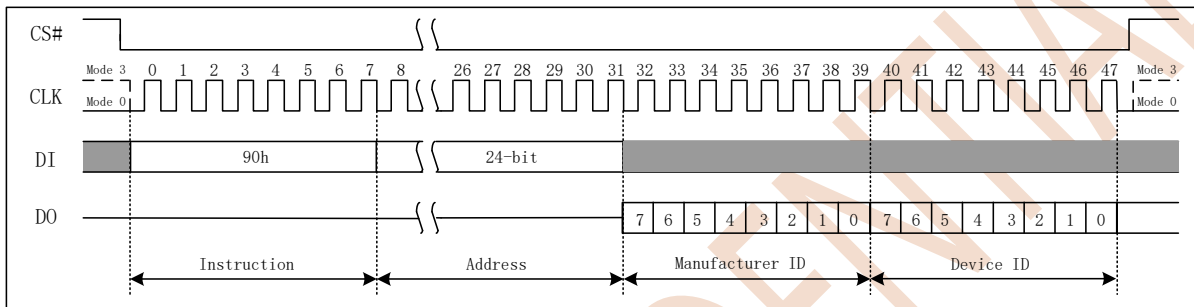 CS#
Mode 3 0 1 2 3 4 5 6 7 8 26 27 28 29 30 31 32 33 34 35 36 37 38 39 40 41 42 43 44 45 46 47 Mode 3
CLK
Mode 0 Mode 0
DI 90h 24-bit
DO 7 6 5 4 3 2 1 0 7 6 5 4 3 2 1 0
Instruction Address Manufacturer ID Device ID